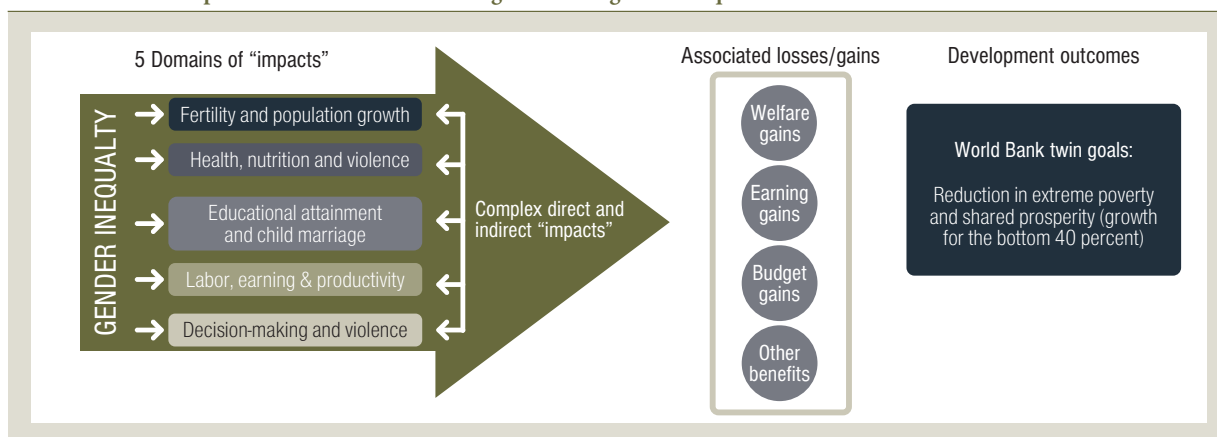 5 Domains of “impacts”
GENDER INEQUALTY
Fertility and population growth
Health, nutrition and violence
Educational attainment
and child marriage
Labor, earning & productivity
Decision-making and violence
Complex direct and
indirect “impacts”
Associated losses/gains
Welfare
gains
Earning
gains
Budget
gains
Other
benefits
Development outcomes
World Bank twin goals:
Reduction in extreme poverty
and shared prosperity (growth
for the bottom 40 percent)